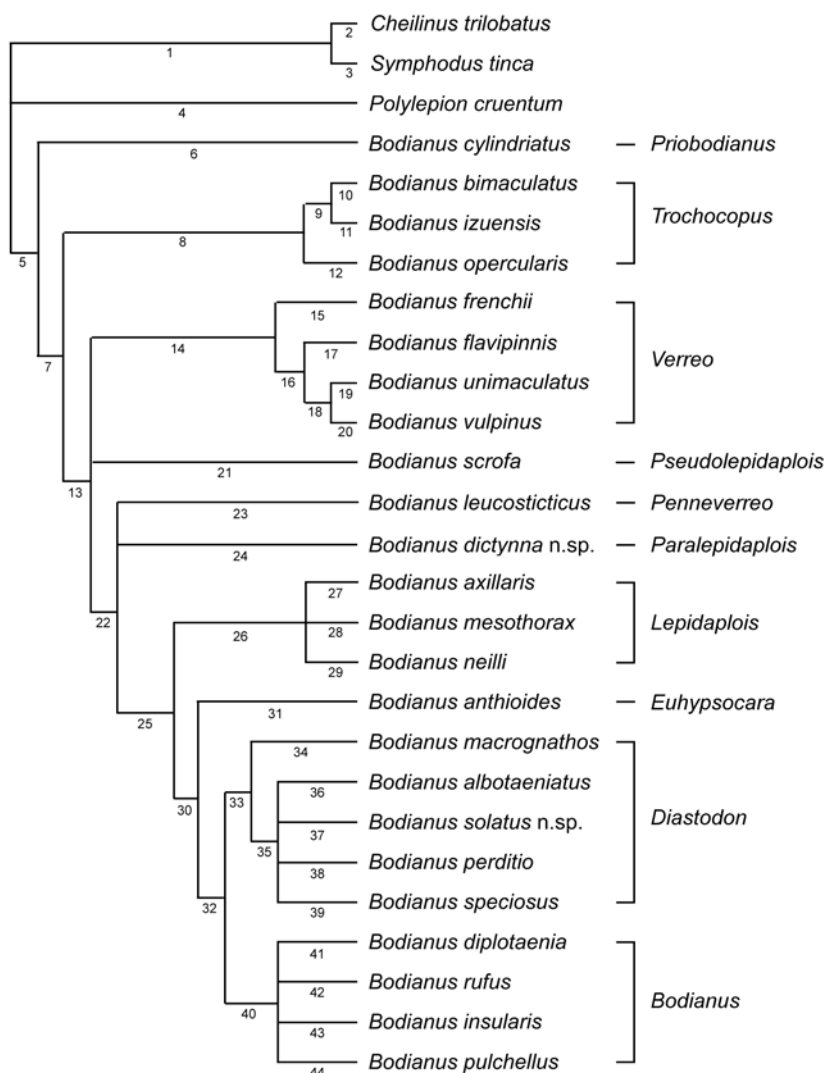 2 Cheilinus trilobatus
1
3 Symphodus tinca
Polylepion cruentum
4
Bodianus cylindriatus Priobodianus
6
Bodianus bimaculatus
10
9
Bodianus izuensis Trochocopus
11
8
Bodianus opercularis
12
5
Bodianus frenchii
15
14
Bodianus flavipinnis
17
7
16
Verreo
Bodianus unimaculatus
19
18
Bodianus vulpinus
20
Bodianus scrofa Pseudolepidaplois
21
13
Bodianus leucosticticus Penneverreo
23
Bodianus dictynna n.sp. Paralepidaplois
24
Bodianus axillaris
27
22
Bodianus mesothorax Lepidaplois
28
26
Bodianus neilli
29
Bodianus anthioides Euhypsocara
31
25
Bodianus macrognathos
34
Bodianus albotaeniatus
36
33
30
Diastodon
Bodianus solatus n.sp.
37
35
Bodianus perditio
38
Bodianus speciosus
39
32
Bodianus diplotaenia
41
Bodianus rufus
42
Bodianus
40
Bodianus insularis
43
Bodianus pulchellus
44